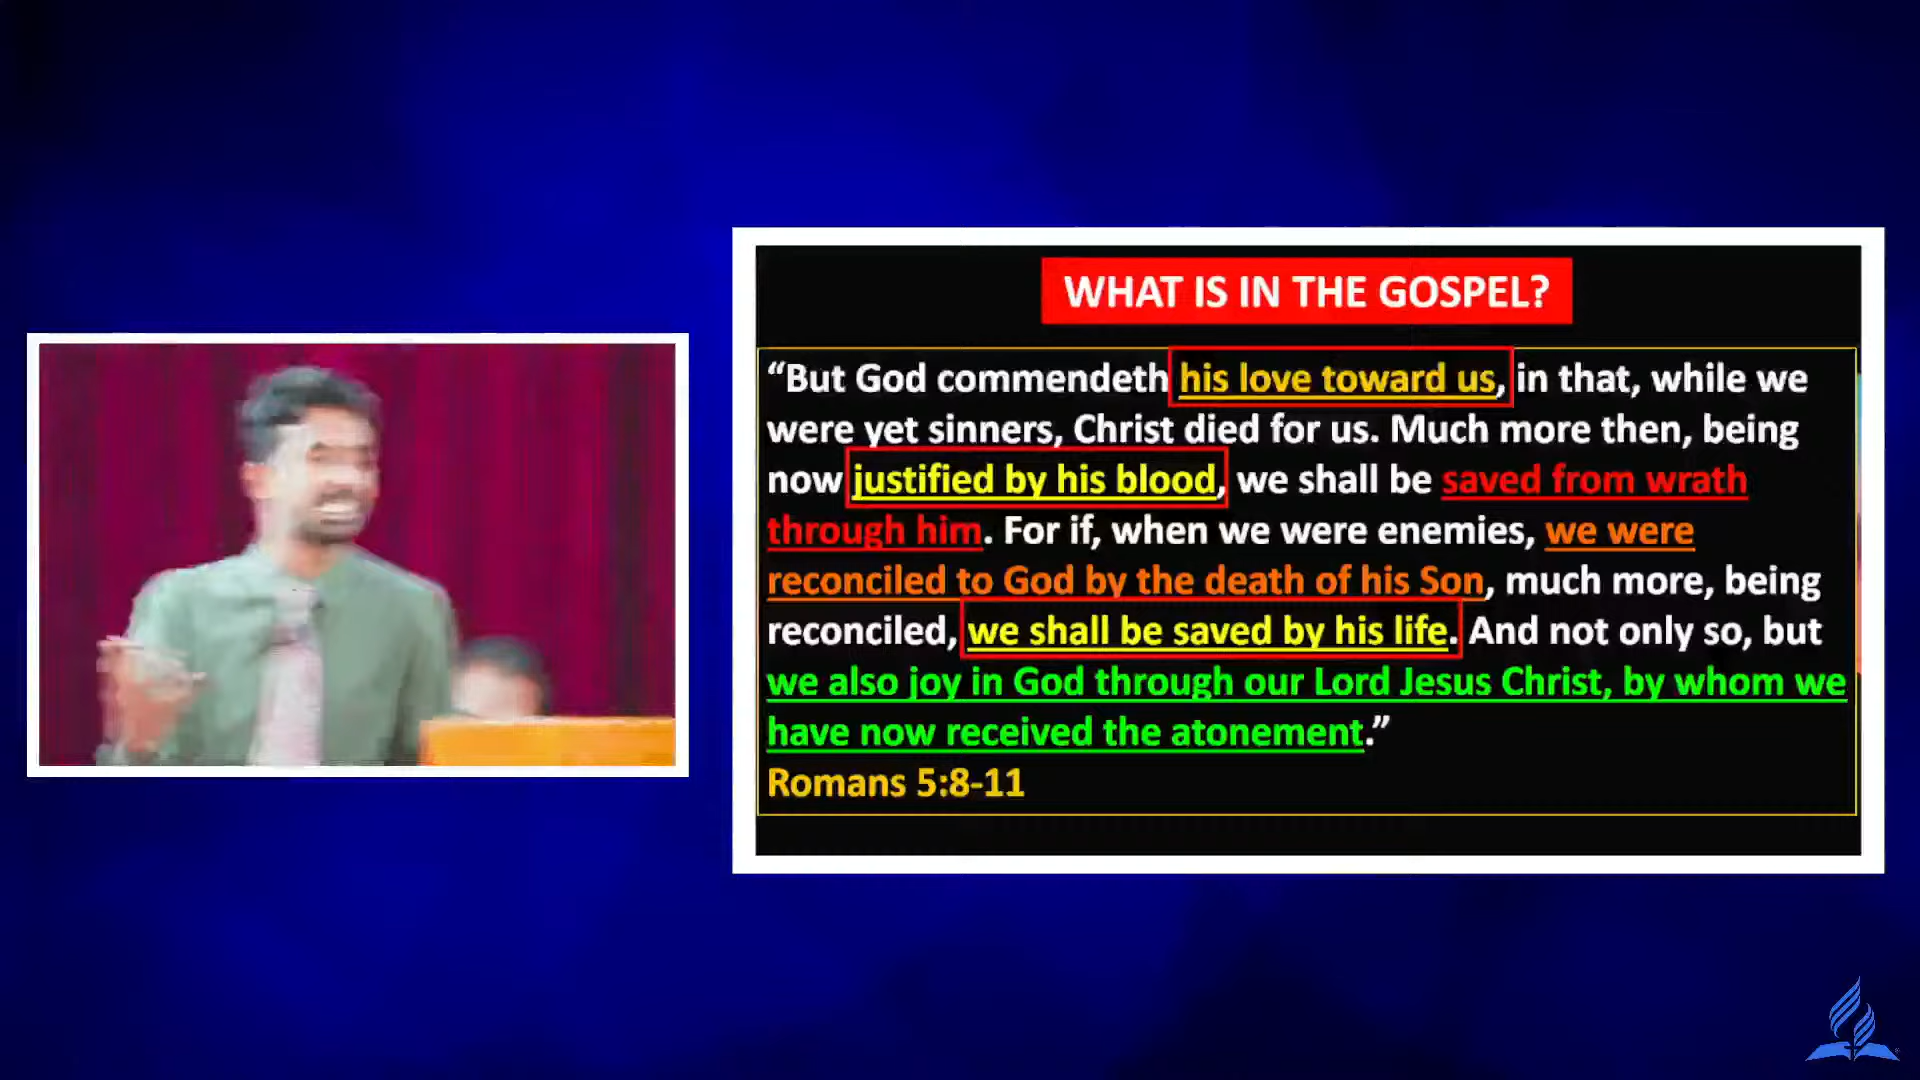 WHAT IS IN THE GOSPEL?
“But God commendeth his love toward us, in that, while we
were yet sinners, Christ died for us. Much more then, being
now justified by his blood, we shall be saved from wrath
through him. For if, when we were enemies, we were
reconciled to God by the death of his Son, much more, being
reconciled, we shall be saved by his life. And not only so, but
we also joy in God through our Lord Jesus Christ, by whom we
have now received the atonement.”
Romans 5:8-11